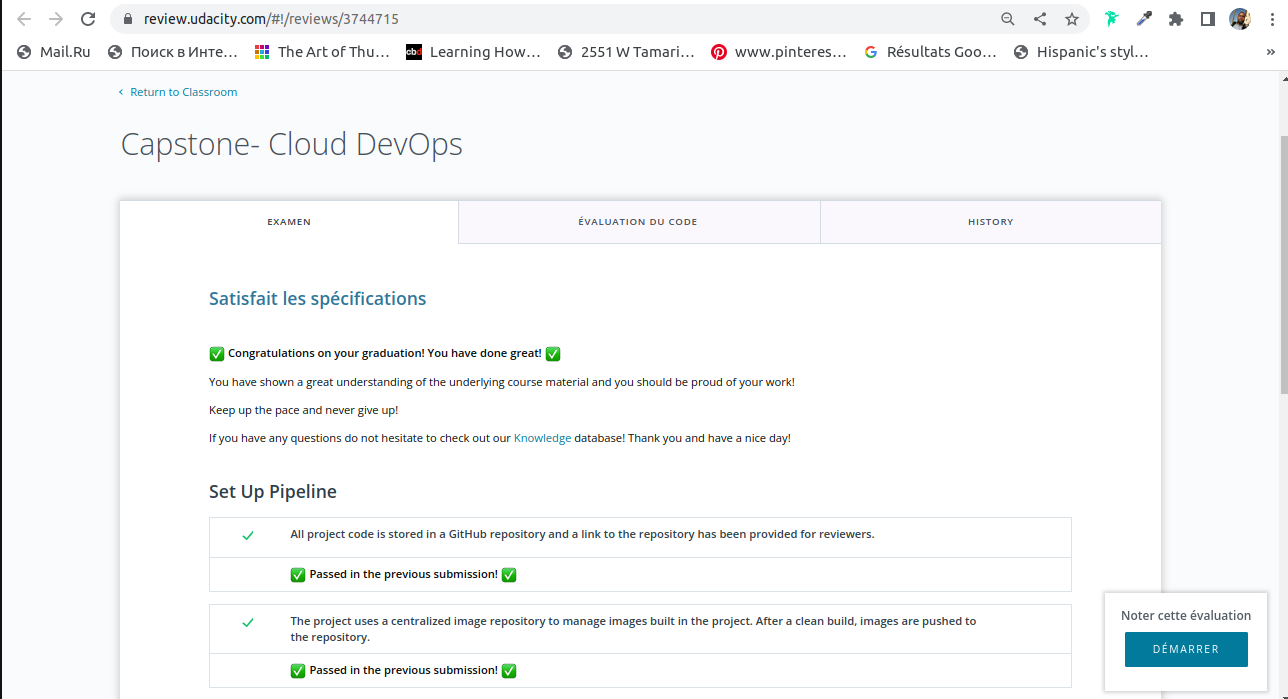 review.udacity.com/#!/reviews/3744715
Mail.Ru
Поиск в Инте...
The Art of Thu...
cbd
Learning How...
2551 W Tamari...
www.pinteres...
Résultats Goo...
Hispanic's styl...
»
‹ Return to Classroom
Capstone- Cloud DevOps
EXAMEN
ÉVALUATION DU CODE
HISTORY
Satisfait les spécifications
✅ Congratulations on your graduation! You have done great! ✅
You have shown a great understanding of the underlying course material and you should be proud of your work!
Keep up the pace and never give up!
If you have any questions do not hesitate to check out our Knowledge database! Thank you and have a nice day!
Set Up Pipeline
All project code is stored in a GitHub repository and a link to the repository has been provided for reviewers.
✅ Passed in the previous submission! ✅
The project uses a centralized image repository to manage images built in the project. After a clean build, images are pushed to
the repository.
✅ Passed in the previous submission! ✅
Noter cette évaluation
DÉMARRER